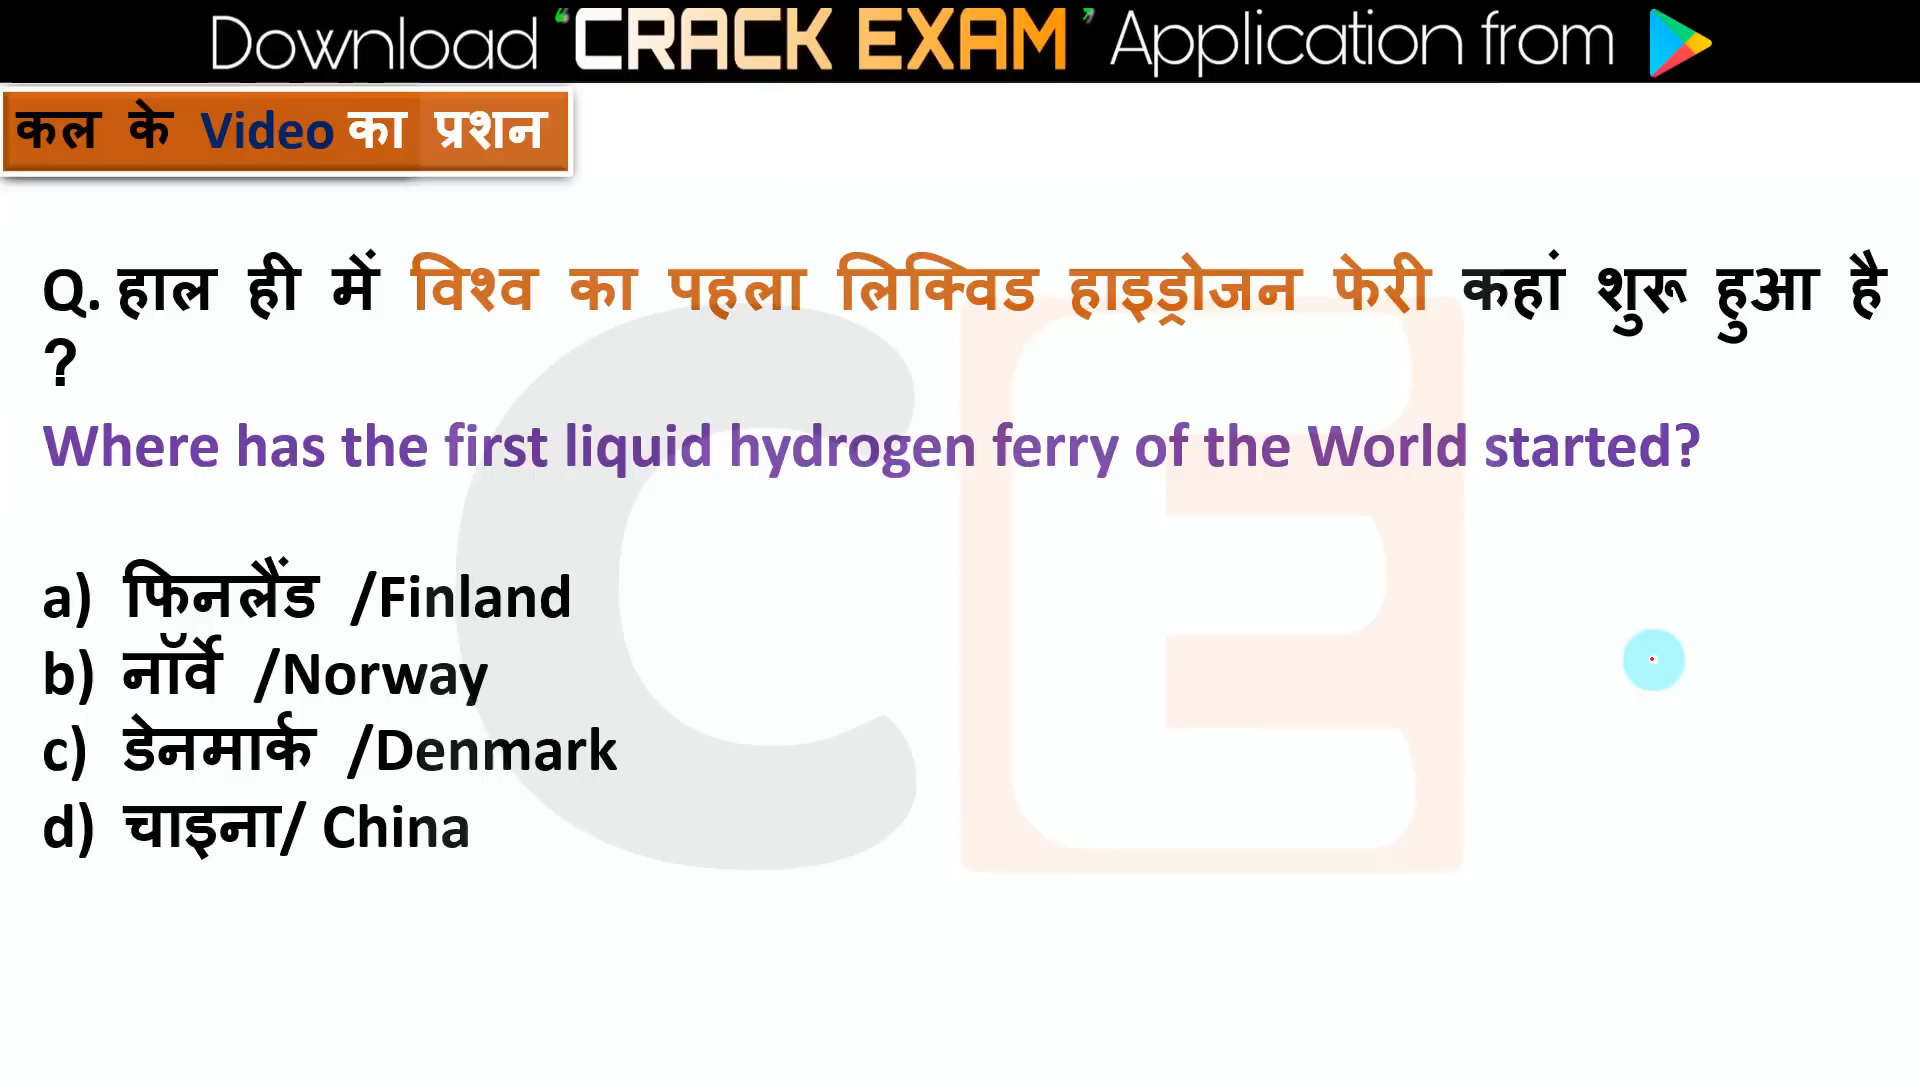 Download “CRACK EXAM” Application from
कल के Video का प्रशन
Q. हाल ही में विश्व का पहला लिक्विड हाइड्रोजन फेरी कहां शुरू हुआ है
?
Where has the first liquid hydrogen ferry of the World started?
a) फिनलैंड /Finland
b) नॉर्वे /Norway
c) डेनमार्क /Denmark
d) चाइना/ China
CE